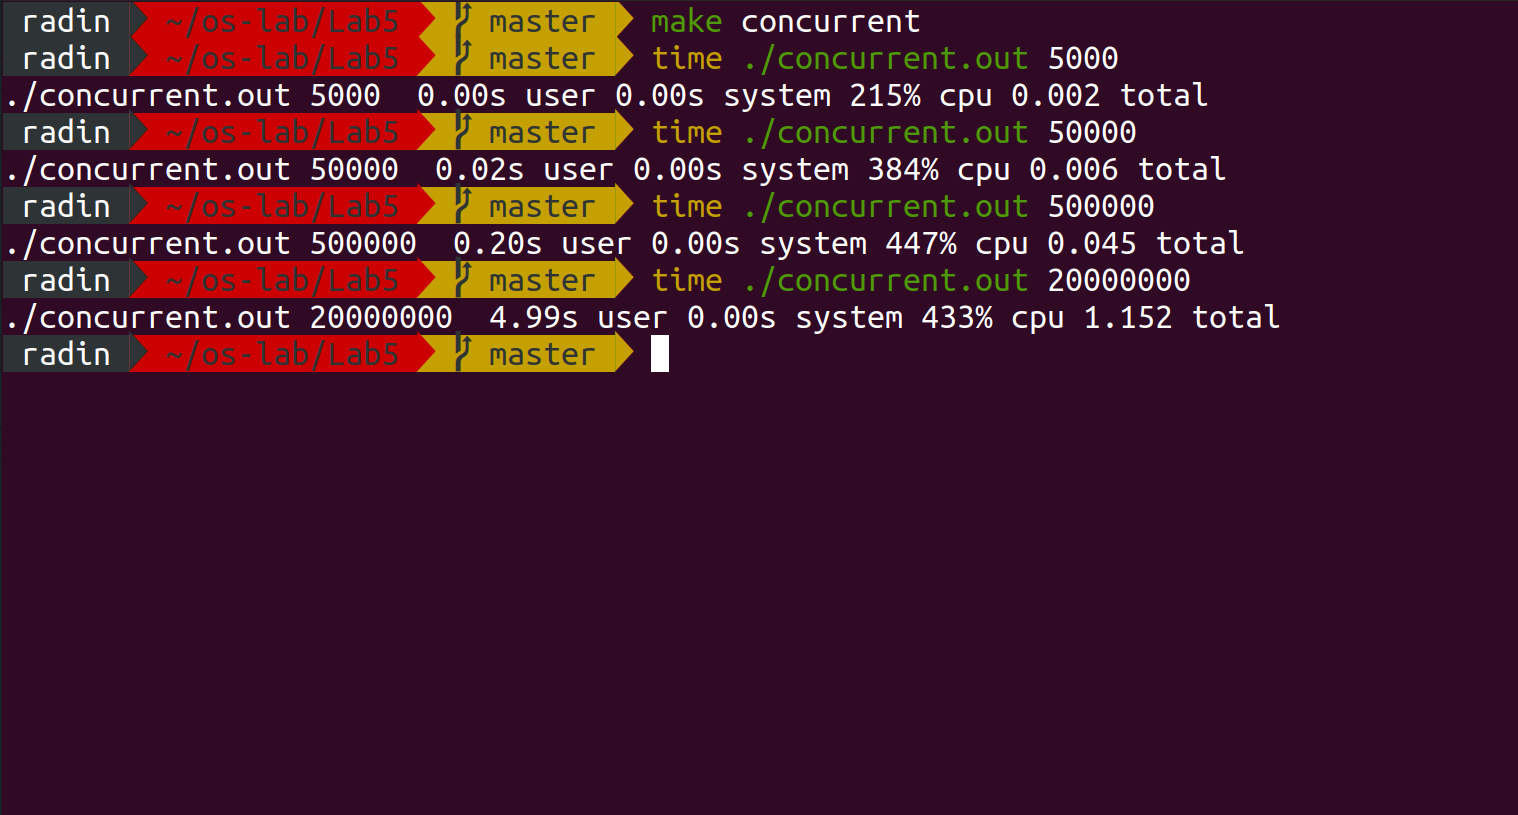 radin ~/os-lab/Lab5 master make concurrent
radin ~/os-lab/Lab5 master time ./concurrent.out 5000
./concurrent.out 5000  0.00s user 0.00s system 215% cpu 0.002 total
radin ~/os-lab/Lab5 master time ./concurrent.out 50000
./concurrent.out 50000  0.02s user 0.00s system 384% cpu 0.006 total
radin ~/os-lab/Lab5 master time ./concurrent.out 500000
./concurrent.out 500000  0.20s user 0.00s system 447% cpu 0.045 total
radin ~/os-lab/Lab5 master time ./concurrent.out 20000000
./concurrent.out 20000000  4.99s user 0.00s system 433% cpu 1.152 total
radin ~/os-lab/Lab5 master